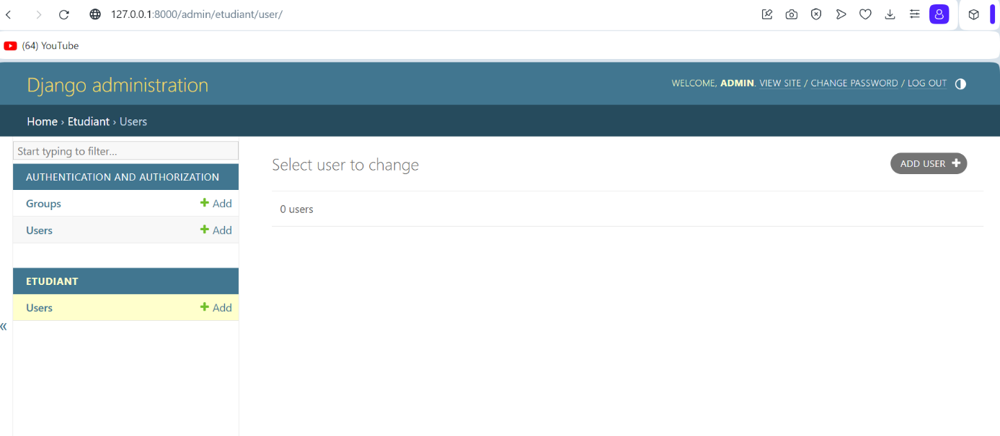 127.0.0.1:8000/admin/etudiant/user/
(64) YouTube
Django administration
WELCOME, ADMIN. VIEW SITE / CHANGE PASSWORD / LOG OUT
Home › Etudiant › Users
Start typing to filter...
AUTHENTICATION AND AUTHORIZATION
Groups + Add
Users + Add
ETUDIANT
Users + Add
«
Select user to change
ADD USER +
0 users